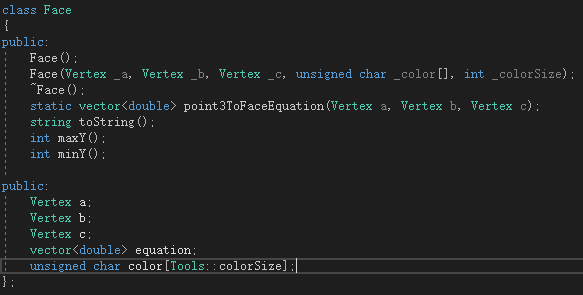 class Face
{
public:
    Face();
    Face(Vertex _a, Vertex _b, Vertex _c, unsigned char _color[], int _colorSize);
    ~Face();
    static vector<double> point3ToFaceEquation(Vertex a, Vertex b, Vertex c);
    string toString();
    int maxY();
    int minY();

public:
    Vertex a;
    Vertex b;
    Vertex c;
    vector<double> equation;
    unsigned char color[Tools::colorSize];
};